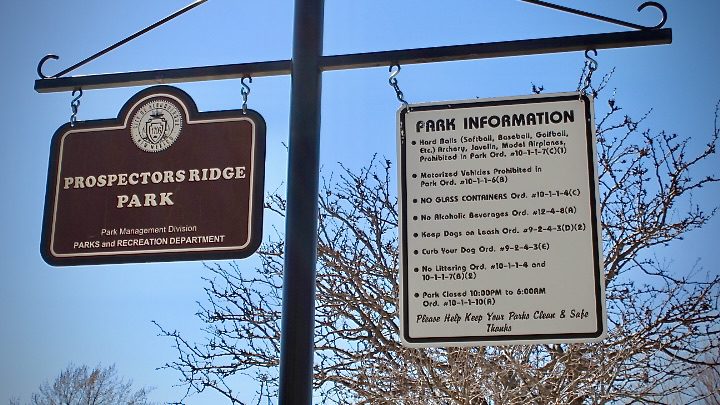 PROSPECTORS RIDGE
PARK
Park Management Division
PARKS and RECREATION DEPARTMENT
PARK INFORMATION
• Hard Balls (Softball, Baseball, Golfball,
Etc.) Archery, Javelin, Model Airplanes,
Prohibited in Park Ord. #10-1-1-7(C)(1)
• Motorized Vehicles Prohibited in
Park Ord. #10-1-1-6(B)
• NO GLASS CONTAINERS Ord. #10-1-1-4(C)
• No Alcoholic Beverages Ord. #12-4-8(A)
• Keep Dogs on Leash Ord. #9-2-4-3(D)(2)
• Curb Your Dog Ord. #9-2-4-3(E)
• No Littering Ord. #10-1-1-4 and
10-1-1-7(B)(2)
• Park Closed 10:00PM to 6:00AM
Ord. #10-1-1-10(A)
Please Help Keep Your Parks Clean & Safe
Thanks